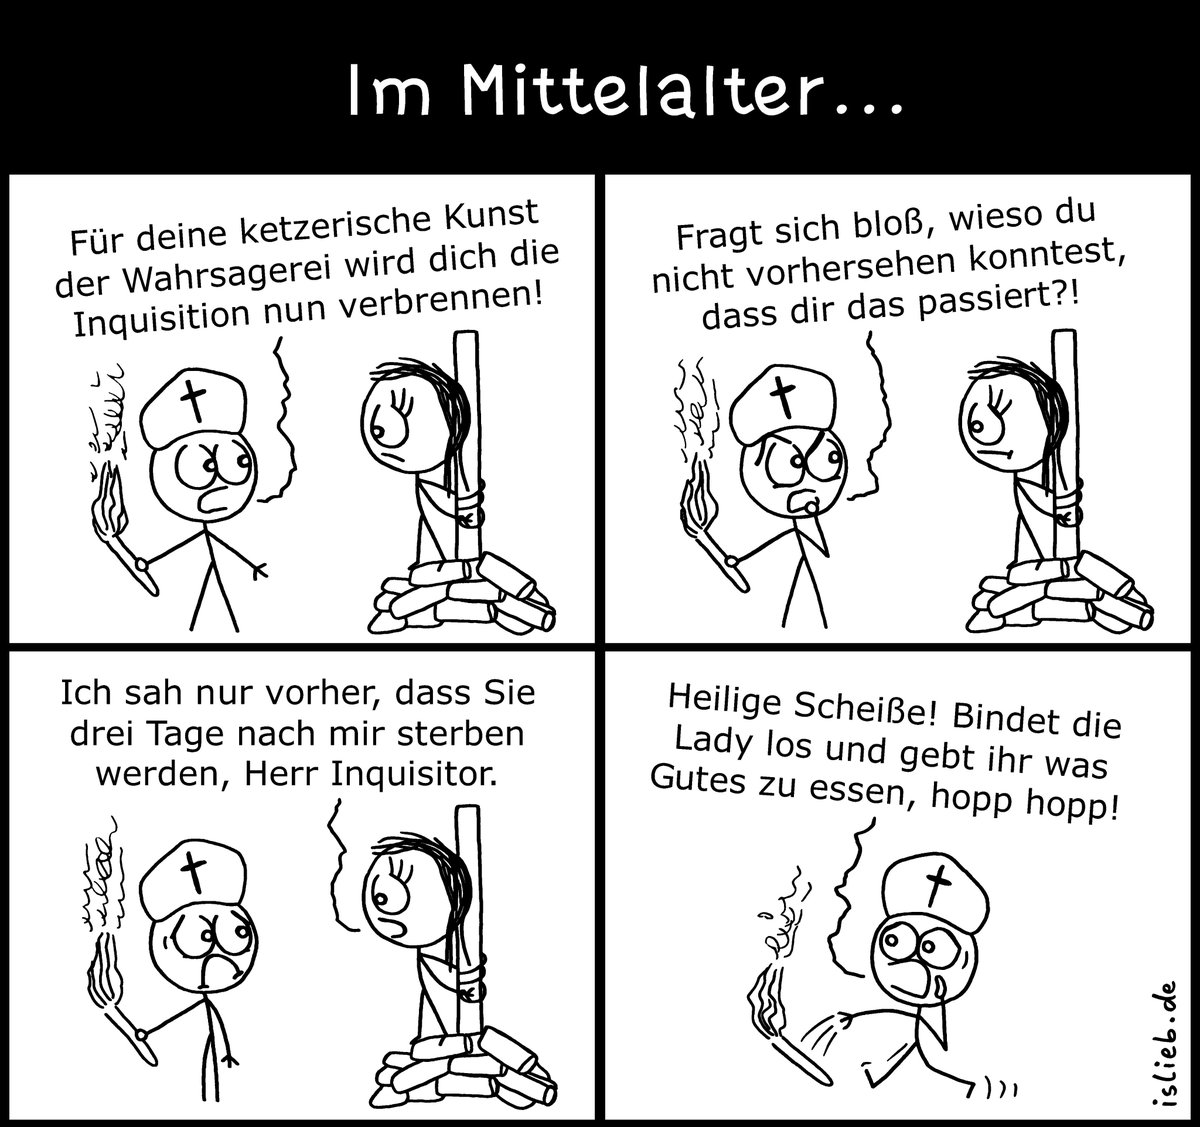 Im Mittelalter...
Für deine ketzerische Kunst
der Wahrsagerei wird dich die
Inquisition nun verbrennen!
Fragt sich bloß, wieso du
nicht vorhersehen konntest,
dass dir das passiert?!
Ich sah nur vorher, dass Sie
drei Tage nach mir sterben
werden, Herr Inquisitor.
Heilige Scheiße! Bindet die
Lady los und gebt ihr was
Gutes zu essen, hopp hopp!
islieb.de